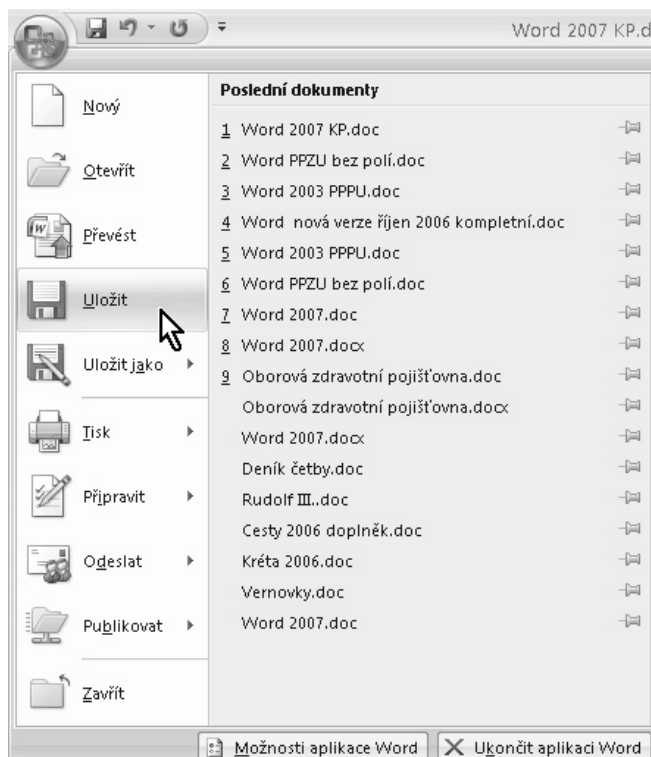 Word 2007 KP.d
Nový
Otevřít
Převést
Uložit
Uložit jako
Tisk
Připravit
Odeslat
Publikovat
Zavřít
Poslední dokumenty
1 Word 2007 KP.doc
2 Word PPZU bez polí.doc
3 Word 2003 PPPU.doc
4 Word nová verze říjen 2006 kompletní.doc
5 Word 2003 PPPU.doc
6 Word PPZU bez polí.doc
7 Word 2007.doc
8 Word 2007.docx
9 Oborová zdravotní pojišťovna.doc
Oborová zdravotní pojišťovna.docx
Word 2007.docx
Deník četby.doc
Rudolf III..doc
Cesty 2006 doplněk.doc
Kréta 2006.doc
Vernovky.doc
Word 2007.doc
Možnosti aplikace Word
Ukončit aplikaci Word